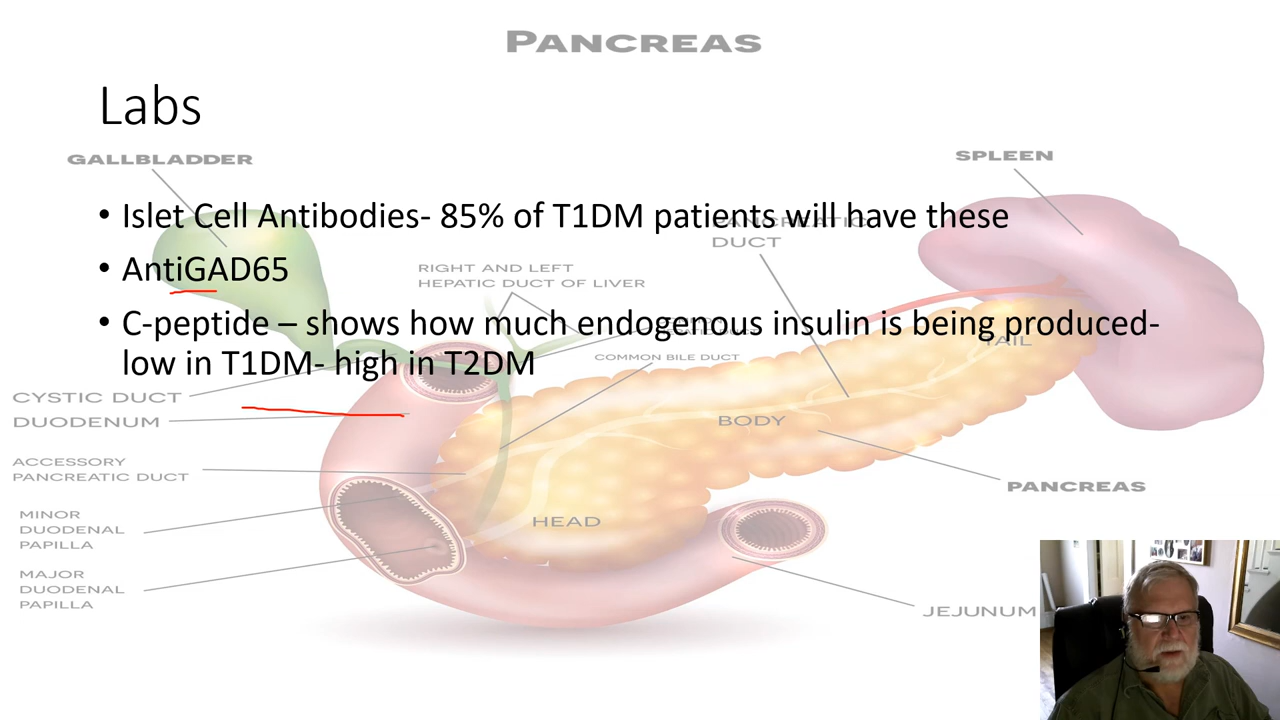 PANCREAS
Labs
GALLBLADDER
SPLEEN
• Islet Cell Antibodies- 85% of T1DM patients will have these
PANCREATIC
DUCT
• AntiGAD65
RIGHT AND LEFT
HEPATIC DUCT OF LIVER
• C-peptide – shows how much endogenous insulin is being produced-
low in T1DM- high in T2DM
TAIL
COMMON BILE DUCT
CYSTIC DUCT
DUODENUM
BODY
ACCESSORY
PANCREATIC DUCT
PANCREAS
MINOR
DUODENAL
PAPILLA
HEAD
MAJOR
DUODENAL
PAPILLA
JEJUNUM